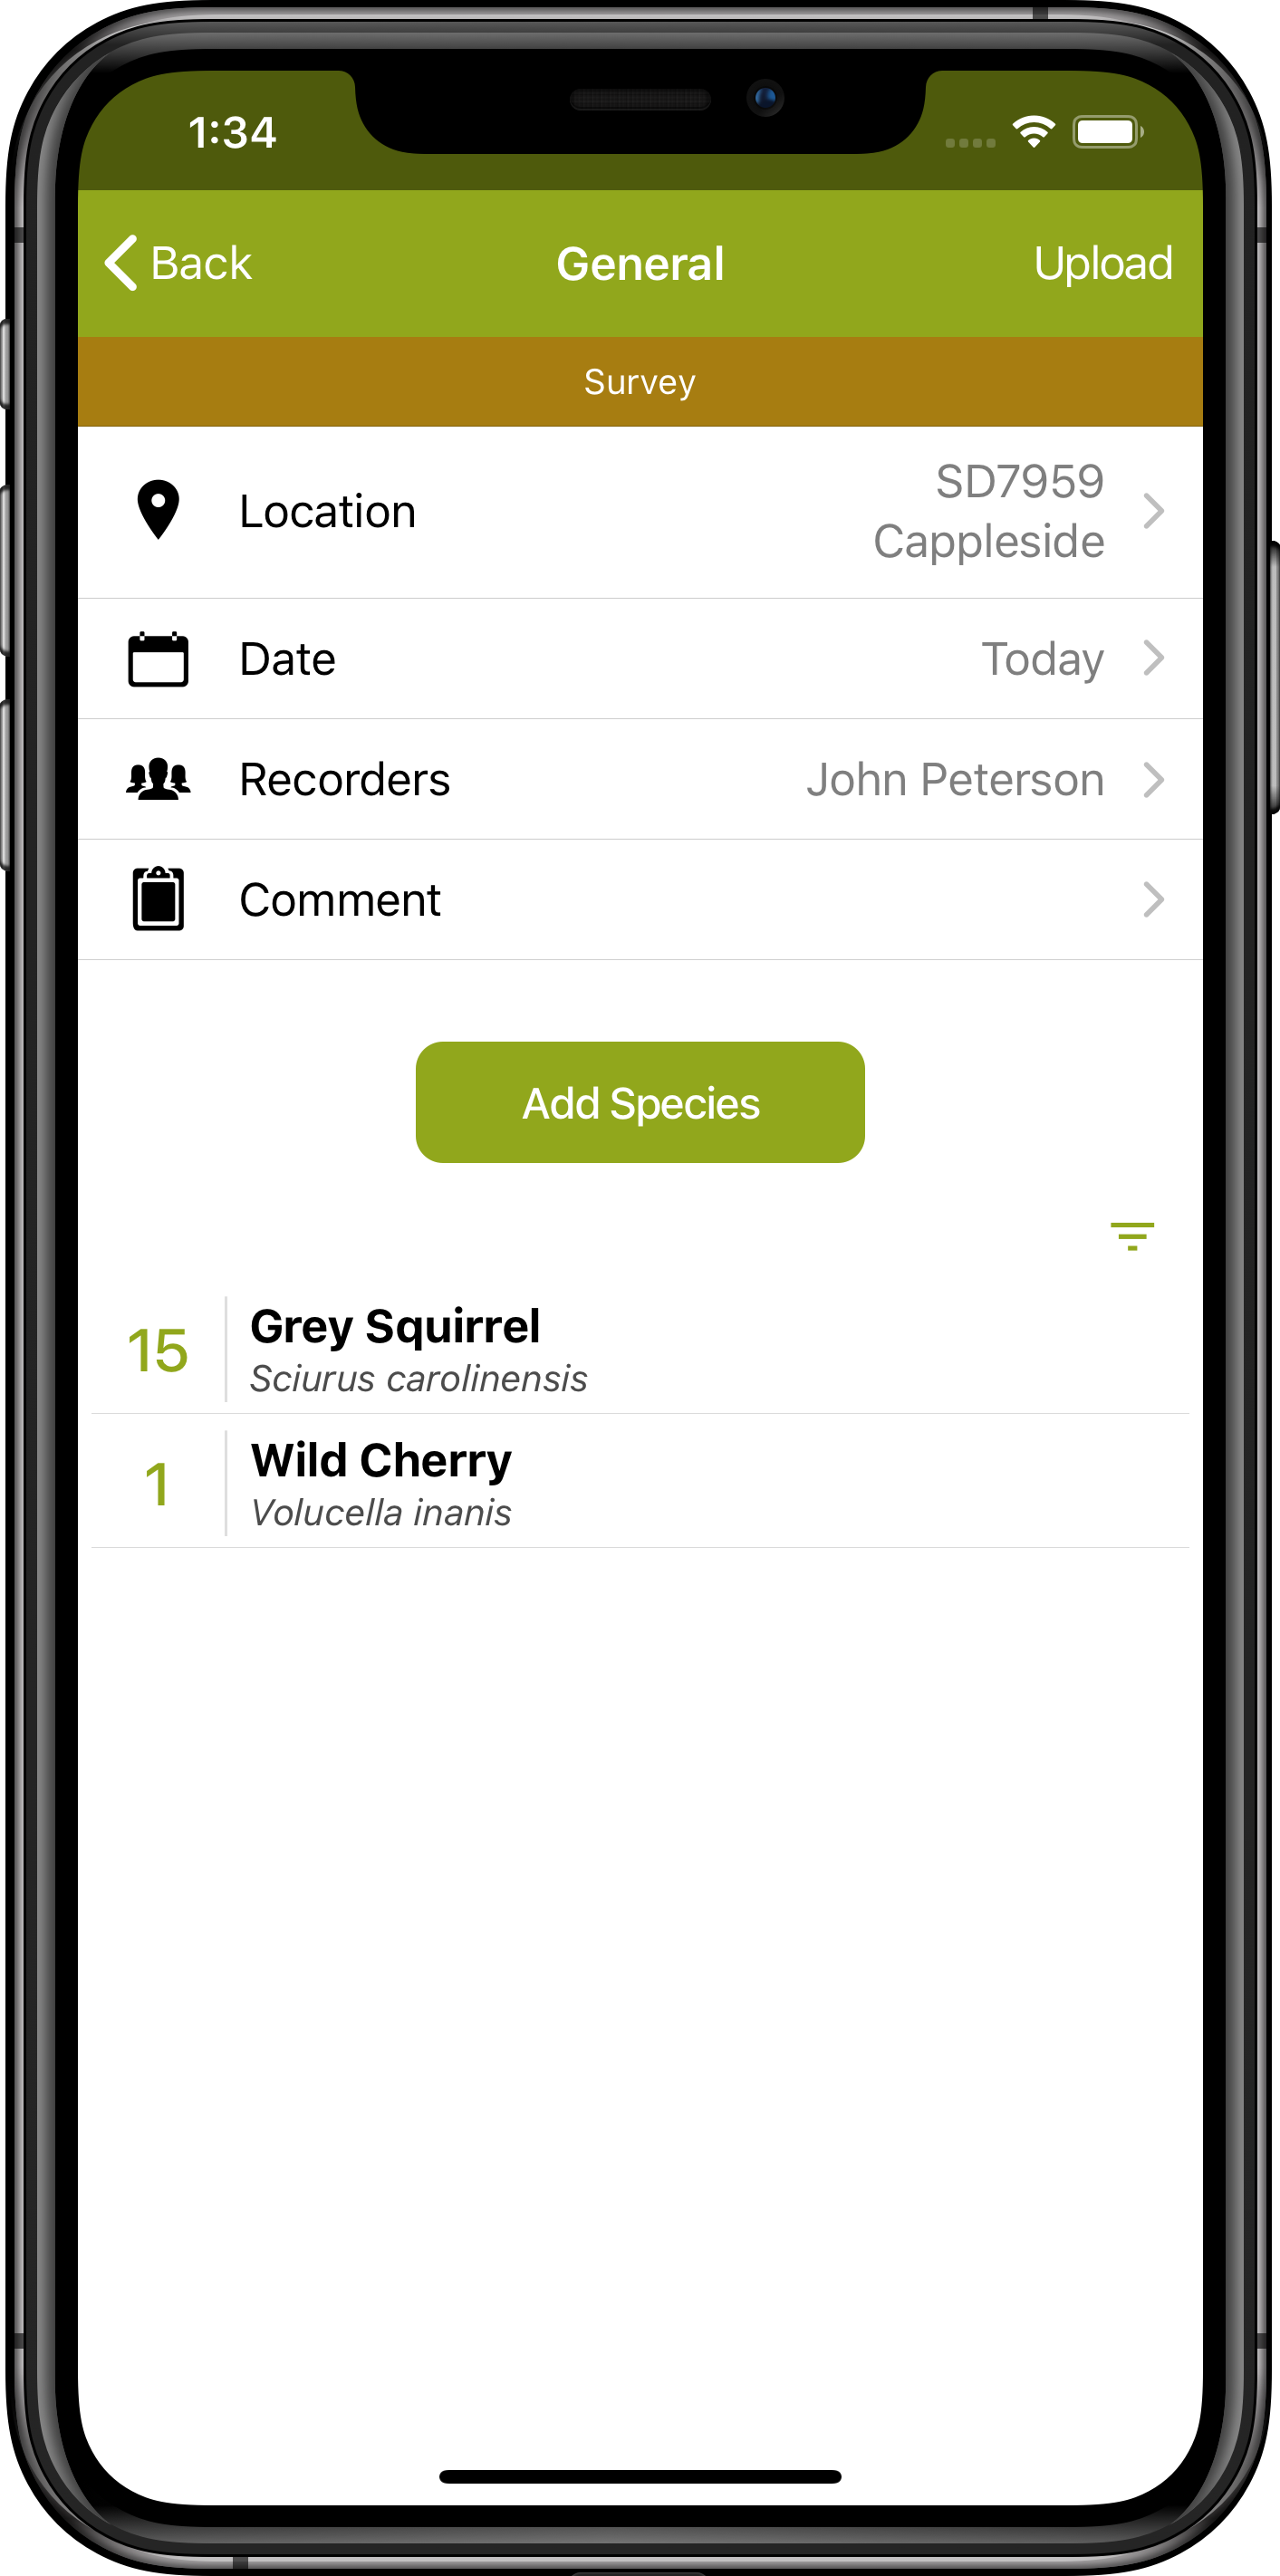 1:34
Back
General
Upload
Survey
Location
SD7959
Cappleside
Date
Today
Recorders
John Peterson
Comment
Add Species
15
Grey Squirrel
Sciurus carolinensis
1
Wild Cherry
Volucella inanis